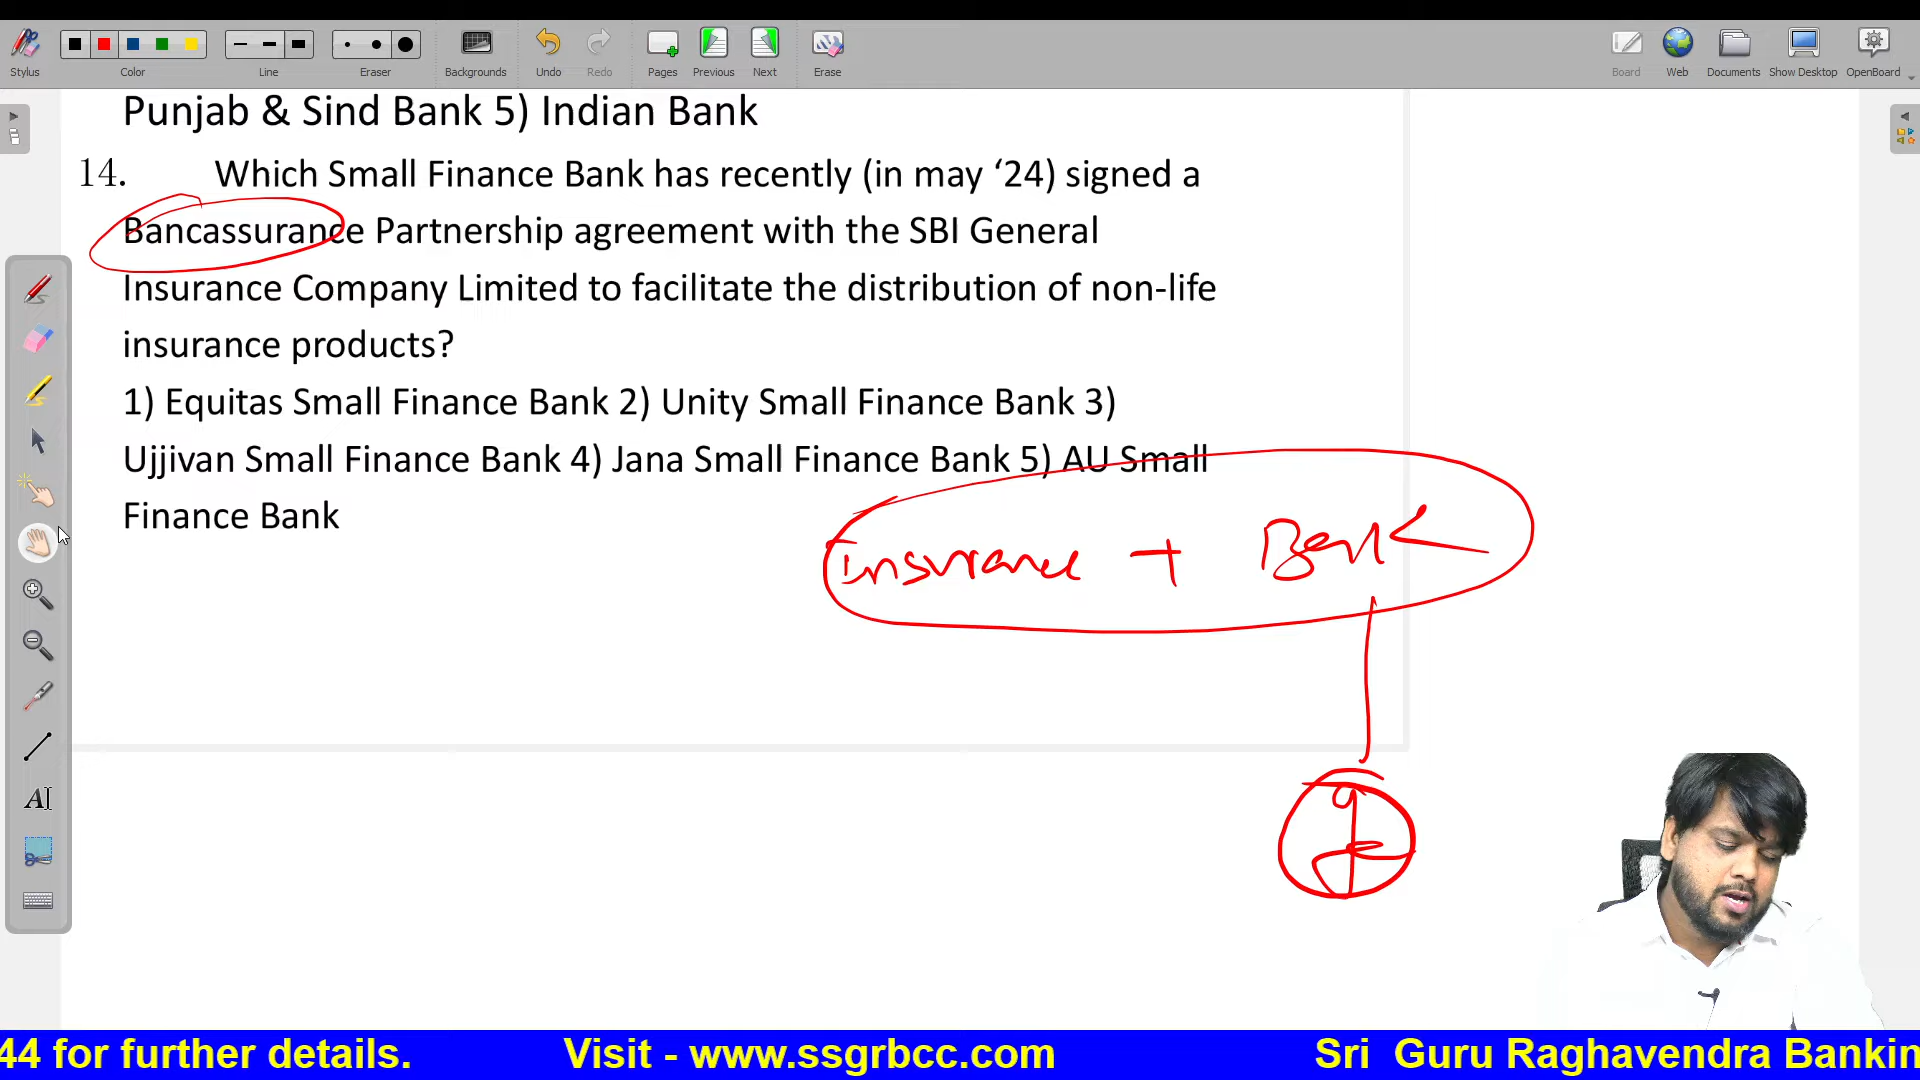 Stylus
Color
Line
Eraser
Backgrounds
Undo
Redo
Pages
Previous
Next
Erase
Board
Web
Documents
Show Desktop
OpenBoard
Punjab & Sind Bank 5) Indian Bank
14. Which Small Finance Bank has recently (in may ‘24) signed a
Bancassurance Partnership agreement with the SBI General
Insurance Company Limited to facilitate the distribution of non-life
insurance products?
1) Equitas Small Finance Bank 2) Unity Small Finance Bank 3)
Ujjivan Small Finance Bank 4) Jana Small Finance Bank 5) AU Small
Finance Bank
Insurance + Bank
44 for further details. Visit - www.ssgrbcc.com Sri Guru Raghavendra Bankin